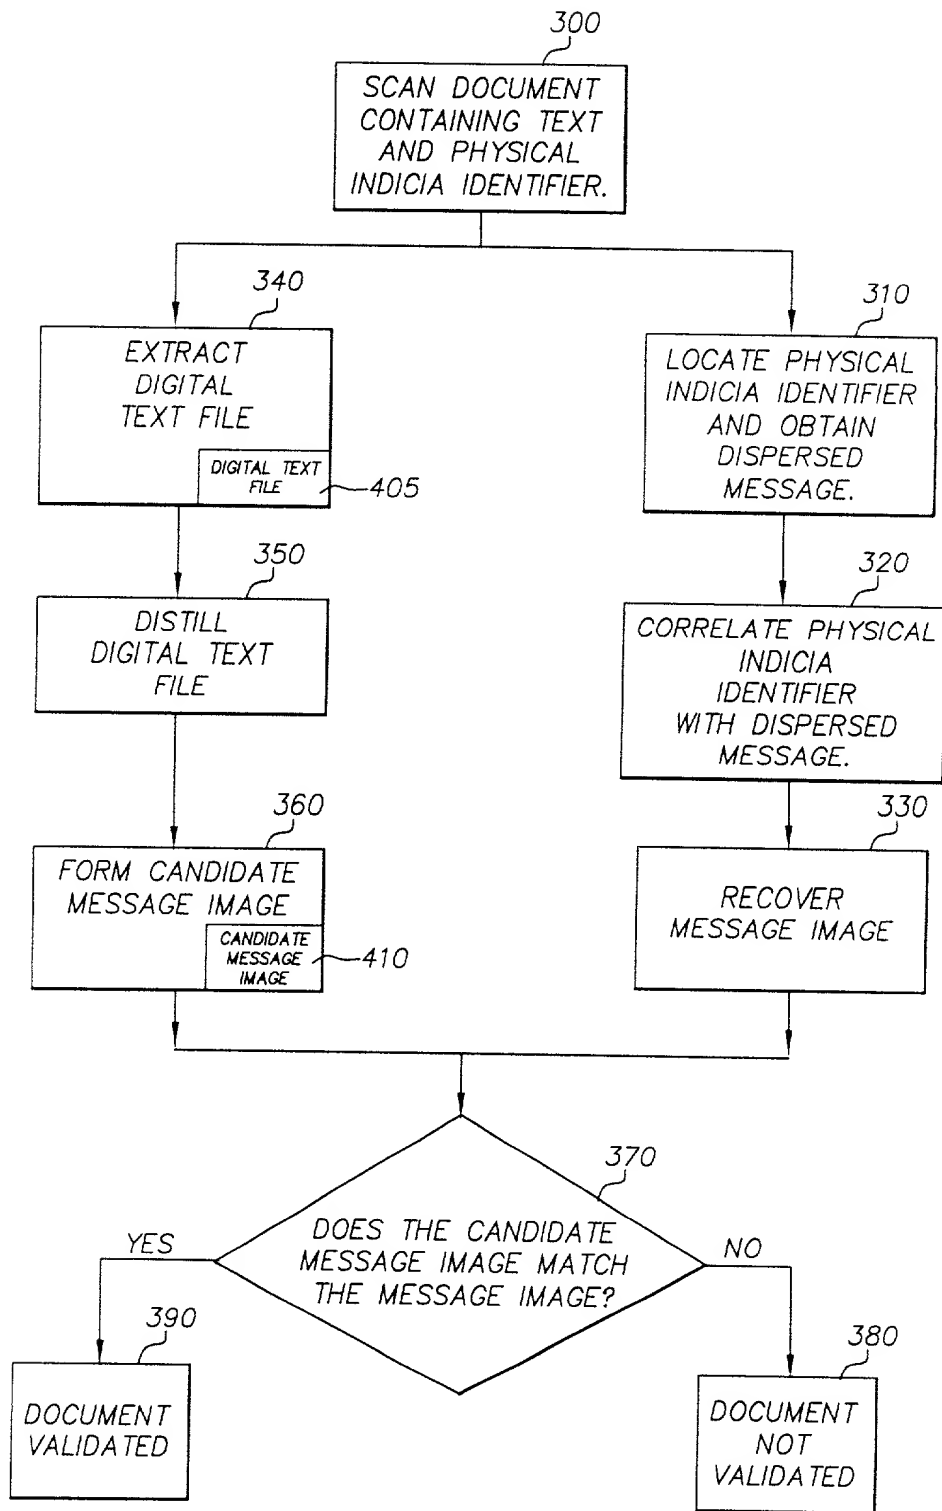 300
SCAN DOCUMENT
CONTAINING TEXT
AND PHYSICAL
INDICIA IDENTIFIER.
340
EXTRACT
DIGITAL
TEXT FILE
DIGITAL TEXT
FILE
405
310
LOCATE PHYSICAL
INDICIA IDENTIFIER
AND OBTAIN
DISPERSED
MESSAGE.
350
DISTILL
DIGITAL TEXT
FILE
320
CORRELATE PHYSICAL
INDICIA
IDENTIFIER
WITH DISPERSED
MESSAGE.
360
FORM CANDIDATE
MESSAGE IMAGE
CANDIDATE
MESSAGE
IMAGE
410
330
RECOVER
MESSAGE IMAGE
370
DOES THE CANDIDATE
MESSAGE IMAGE MATCH
THE MESSAGE IMAGE?
YES
NO
390
DOCUMENT
VALIDATED
380
DOCUMENT
NOT
VALIDATED